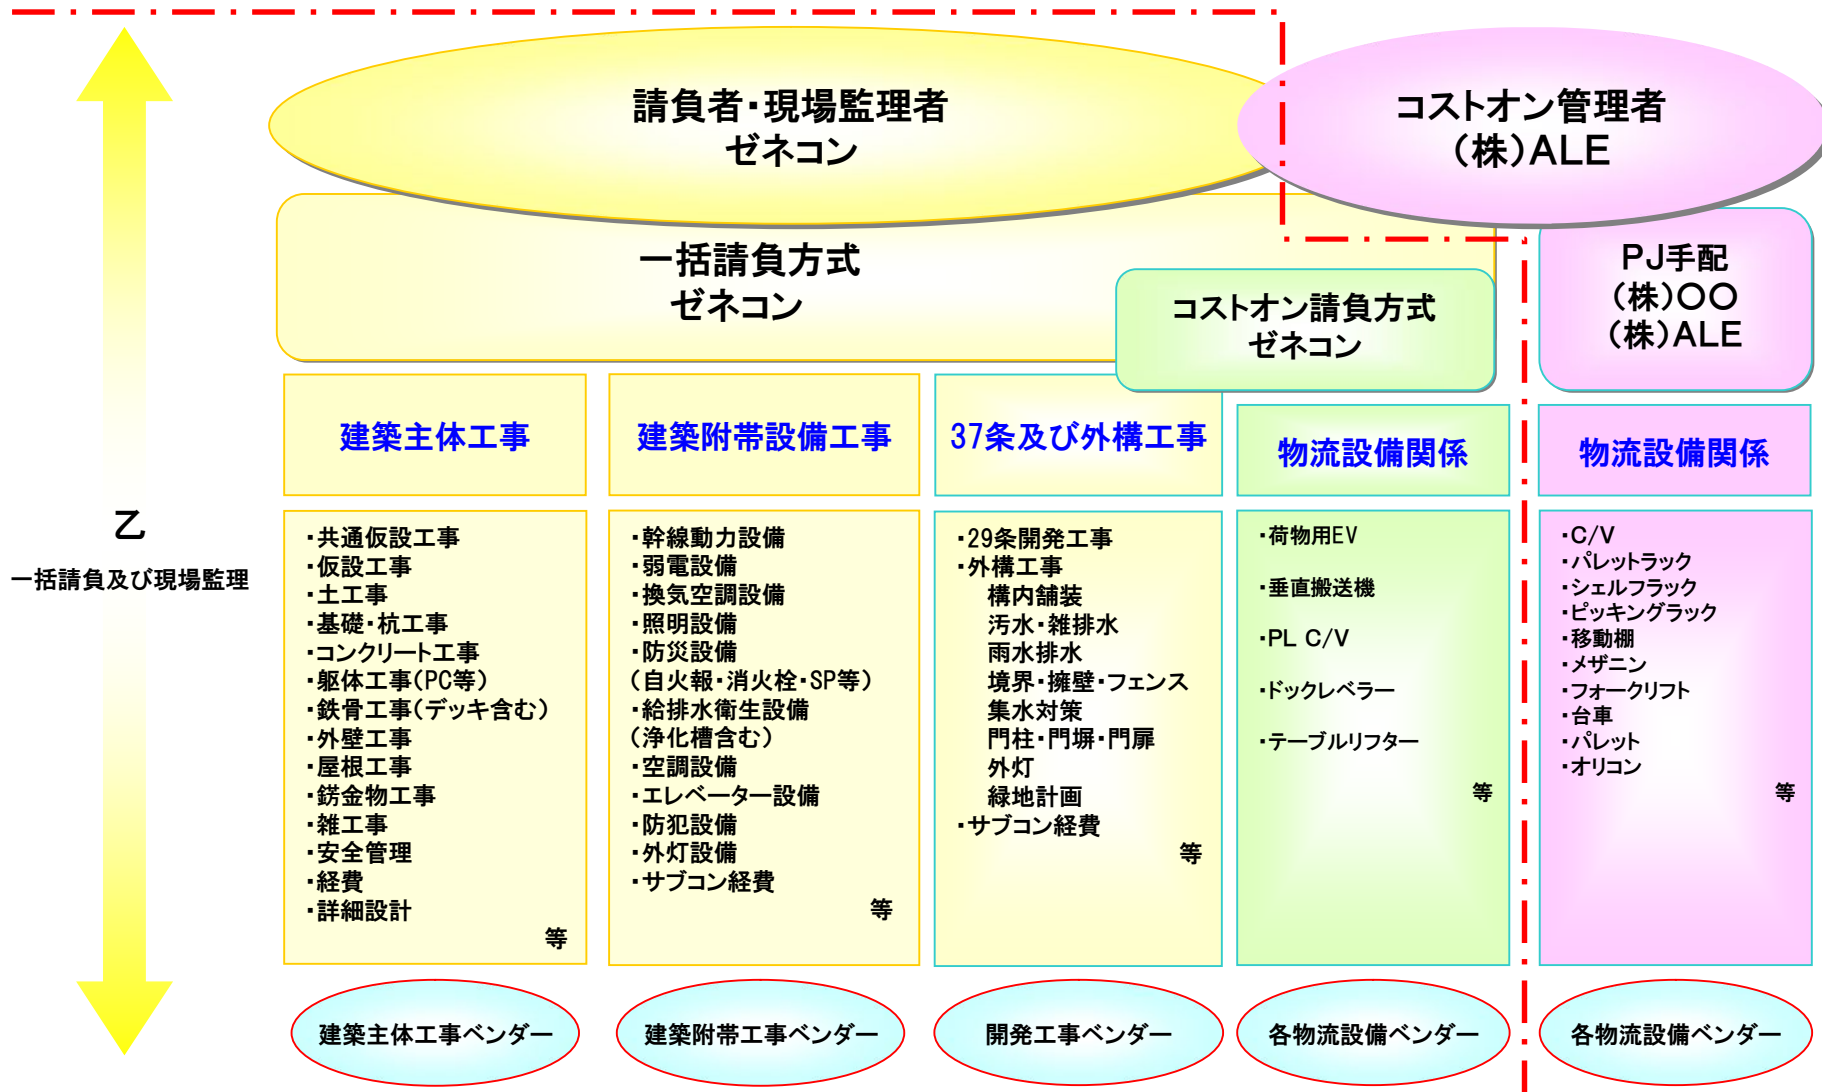 請負者・現場監理者
ゼネコン
コストオン管理者
（株）ALE
一括請負方式
ゼネコン
コストオン請負方式
ゼネコン
PJ手配
（株）〇〇
（株）ALE
乙
一括請負及び現場監理
建築主体工事
・共通仮設工事
・仮設工事
・土工事
・基礎・杭工事
・コンクリート工事
・躯体工事（PC等）
・鉄骨工事（デッキ含む）
・外壁工事
・屋根工事
・錺金物工事
・雑工事
・安全管理
・経費
・詳細設計
等
建築主体工事ベンダー
建築附帯設備工事
・幹線動力設備
・弱電設備
・換気空調設備
・照明設備
・防災設備
（自火報・消火栓・SP等）
・給排水衛生設備
（浄化槽含む）
・空調設備
・エレベーター設備
・防犯設備
・外灯設備
・サブコン経費
等
建築附帯工事ベンダー
37条及び外構工事
・29条開発工事
・外構工事
構内舗装
汚水・雑排水
雨水排水
境界・擁壁・フェンス
集水対策
門柱・門塀・門扉
外灯
緑地計画
・サブコン経費
等
開発工事ベンダー
物流設備関係
・荷物用EV
・垂直搬送機
・PL C/V
・ドックレベラー
・テーブルリフター
等
各物流設備ベンダー
物流設備関係
・C/V
・パレットラック
・シェルフラック
・ピッキングラック
・移動棚
・メザニン
・フォークリフト
・台車
・パレット
・オリコン
等
各物流設備ベンダー